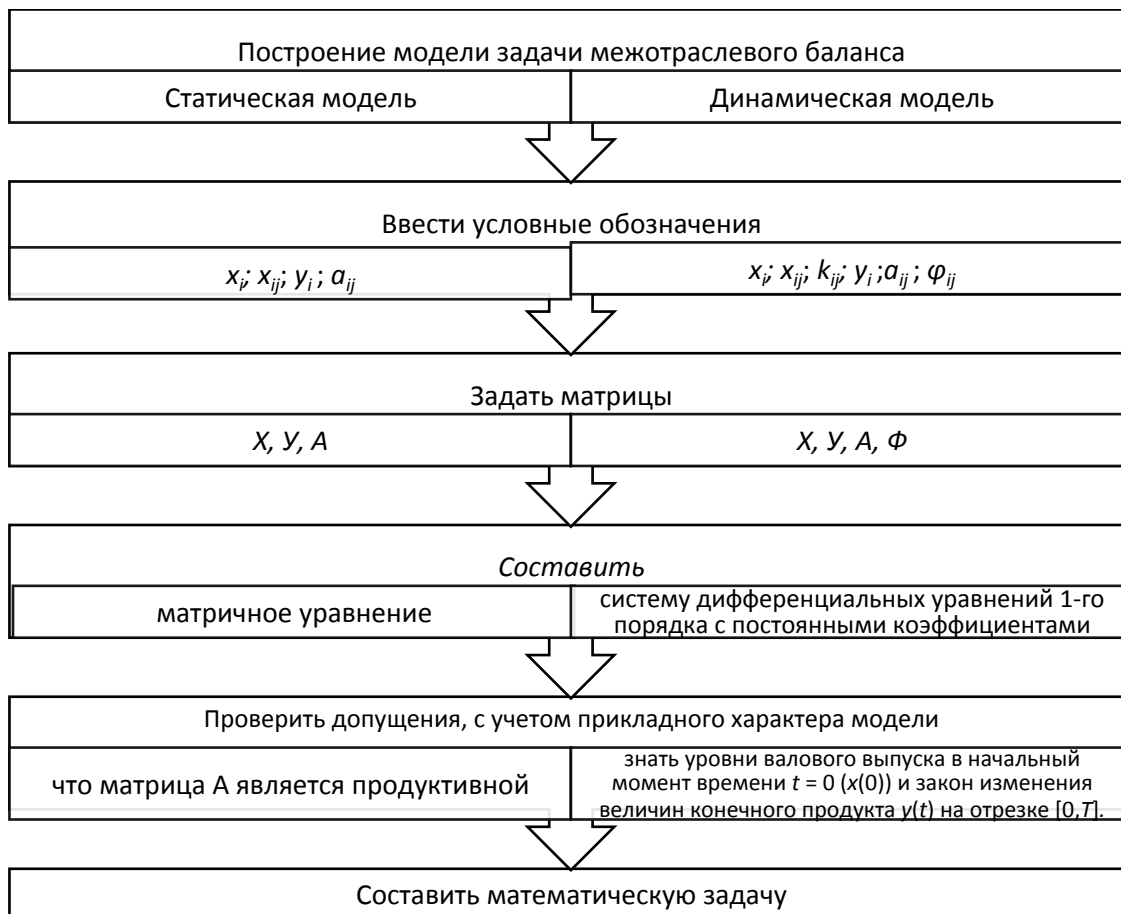 Построение модели задачи межотраслевого баланса
Статическая модель
Динамическая модель
Ввести условные обозначения
xi; xij; yi ; aij
xi; xij; kij; yi ;aij ; φij
Задать матрицы
X, У, A
X, У, A, Φ
Составить
матричное уравнение
систему дифференциальных уравнений 1-го
порядка с постоянными коэффициентами
Проверить допущения, с учетом прикладного характера модели
что матрица А является продуктивной
знать уровни валового выпуска в начальный
момент времени t = 0 (x(0)) и закон изменения
величин конечного продукта y(t) на отрезке [0,T].
Составить математическую задачу